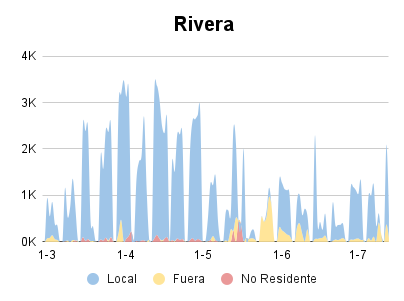 Rivera
4K
3K
2K
1K
0K
1-3 1-4 1-5 1-6 1-7
Local Fuera No Residente